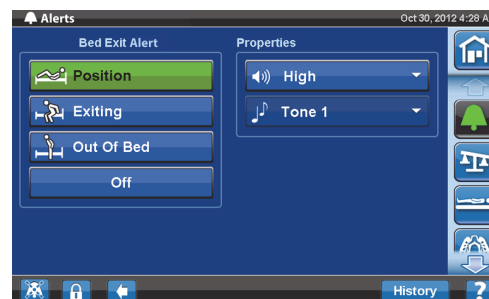 Alerts
Oct 30, 2012 4:28 A
Bed Exit Alert
Properties
Position
High
Exiting
Tone 1
Out Of Bed
Off
History
?